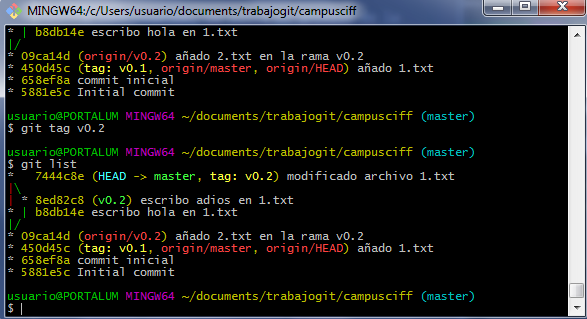 MINGW64:/c/Users/usuario/documents/trabajogit/campusciff
* | b8db14e escribo hola en 1.txt
|/
* 09ca14d (origin/v0.2) añado 2.txt en la rama v0.2
* 450d45c (tag: v0.1, origin/master, origin/HEAD) añado 1.txt
* 658ef8a commit inicial
* 5881e5c Initial commit
usuario@PORTALUM MINGW64 ~/documents/trabajogit/campusciff (master)
$ git tag v0.2
usuario@PORTALUM MINGW64 ~/documents/trabajogit/campusciff (master)
$ git list
*   7444c8e (HEAD -> master, tag: v0.2) modificado archivo 1.txt
|\
| * 8ed82c8 (v0.2) escribo adios en 1.txt
* | b8db14e escribo hola en 1.txt
|/
* 09ca14d (origin/v0.2) añado 2.txt en la rama v0.2
* 450d45c (tag: v0.1, origin/master, origin/HEAD) añado 1.txt
* 658ef8a commit inicial
* 5881e5c Initial commit
usuario@PORTALUM MINGW64 ~/documents/trabajogit/campusciff (master)
$